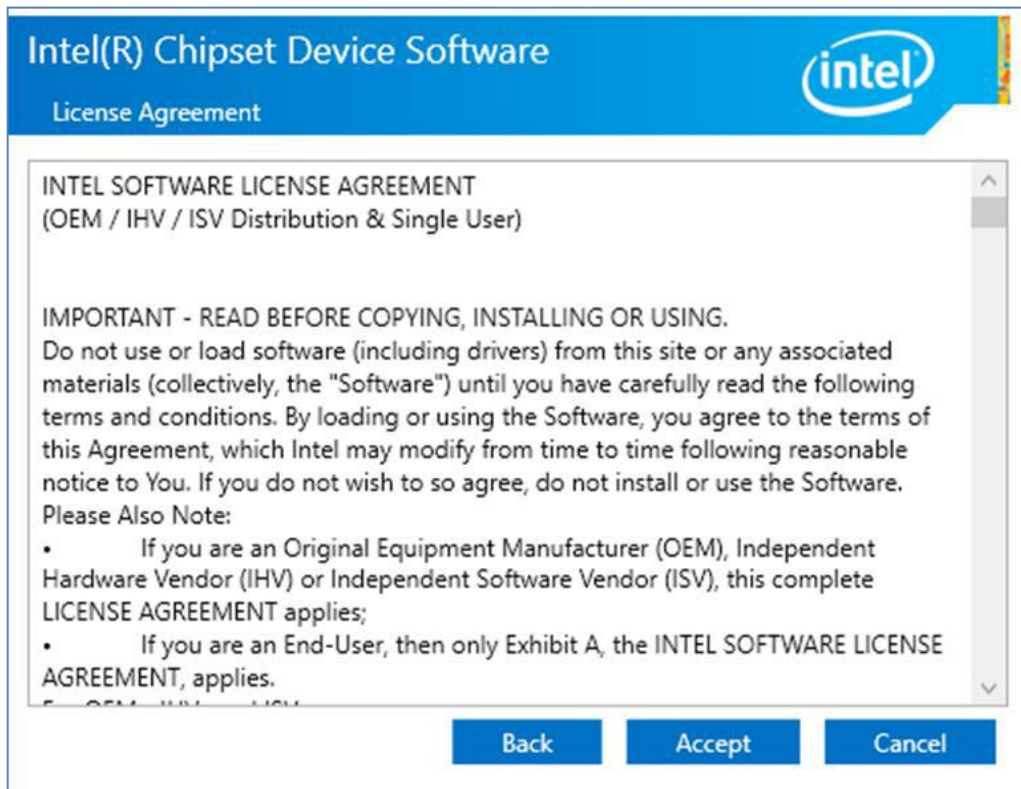 Intel(R) Chipset Device Software
intel
License Agreement
INTEL SOFTWARE LICENSE AGREEMENT
(OEM / IHV / ISV Distribution & Single User)
IMPORTANT - READ BEFORE COPYING, INSTALLING OR USING.
Do not use or load software (including drivers) from this site or any associated
materials (collectively, the "Software") until you have carefully read the following
terms and conditions. By loading or using the Software, you agree to the terms of
this Agreement, which Intel may modify from time to time following reasonable
notice to You. If you do not wish to so agree, do not install or use the Software.
Please Also Note:
• If you are an Original Equipment Manufacturer (OEM), Independent
Hardware Vendor (IHV) or Independent Software Vendor (ISV), this complete
LICENSE AGREEMENT applies;
• If you are an End-User, then only Exhibit A, the INTEL SOFTWARE LICENSE
AGREEMENT, applies.
Back Accept Cancel